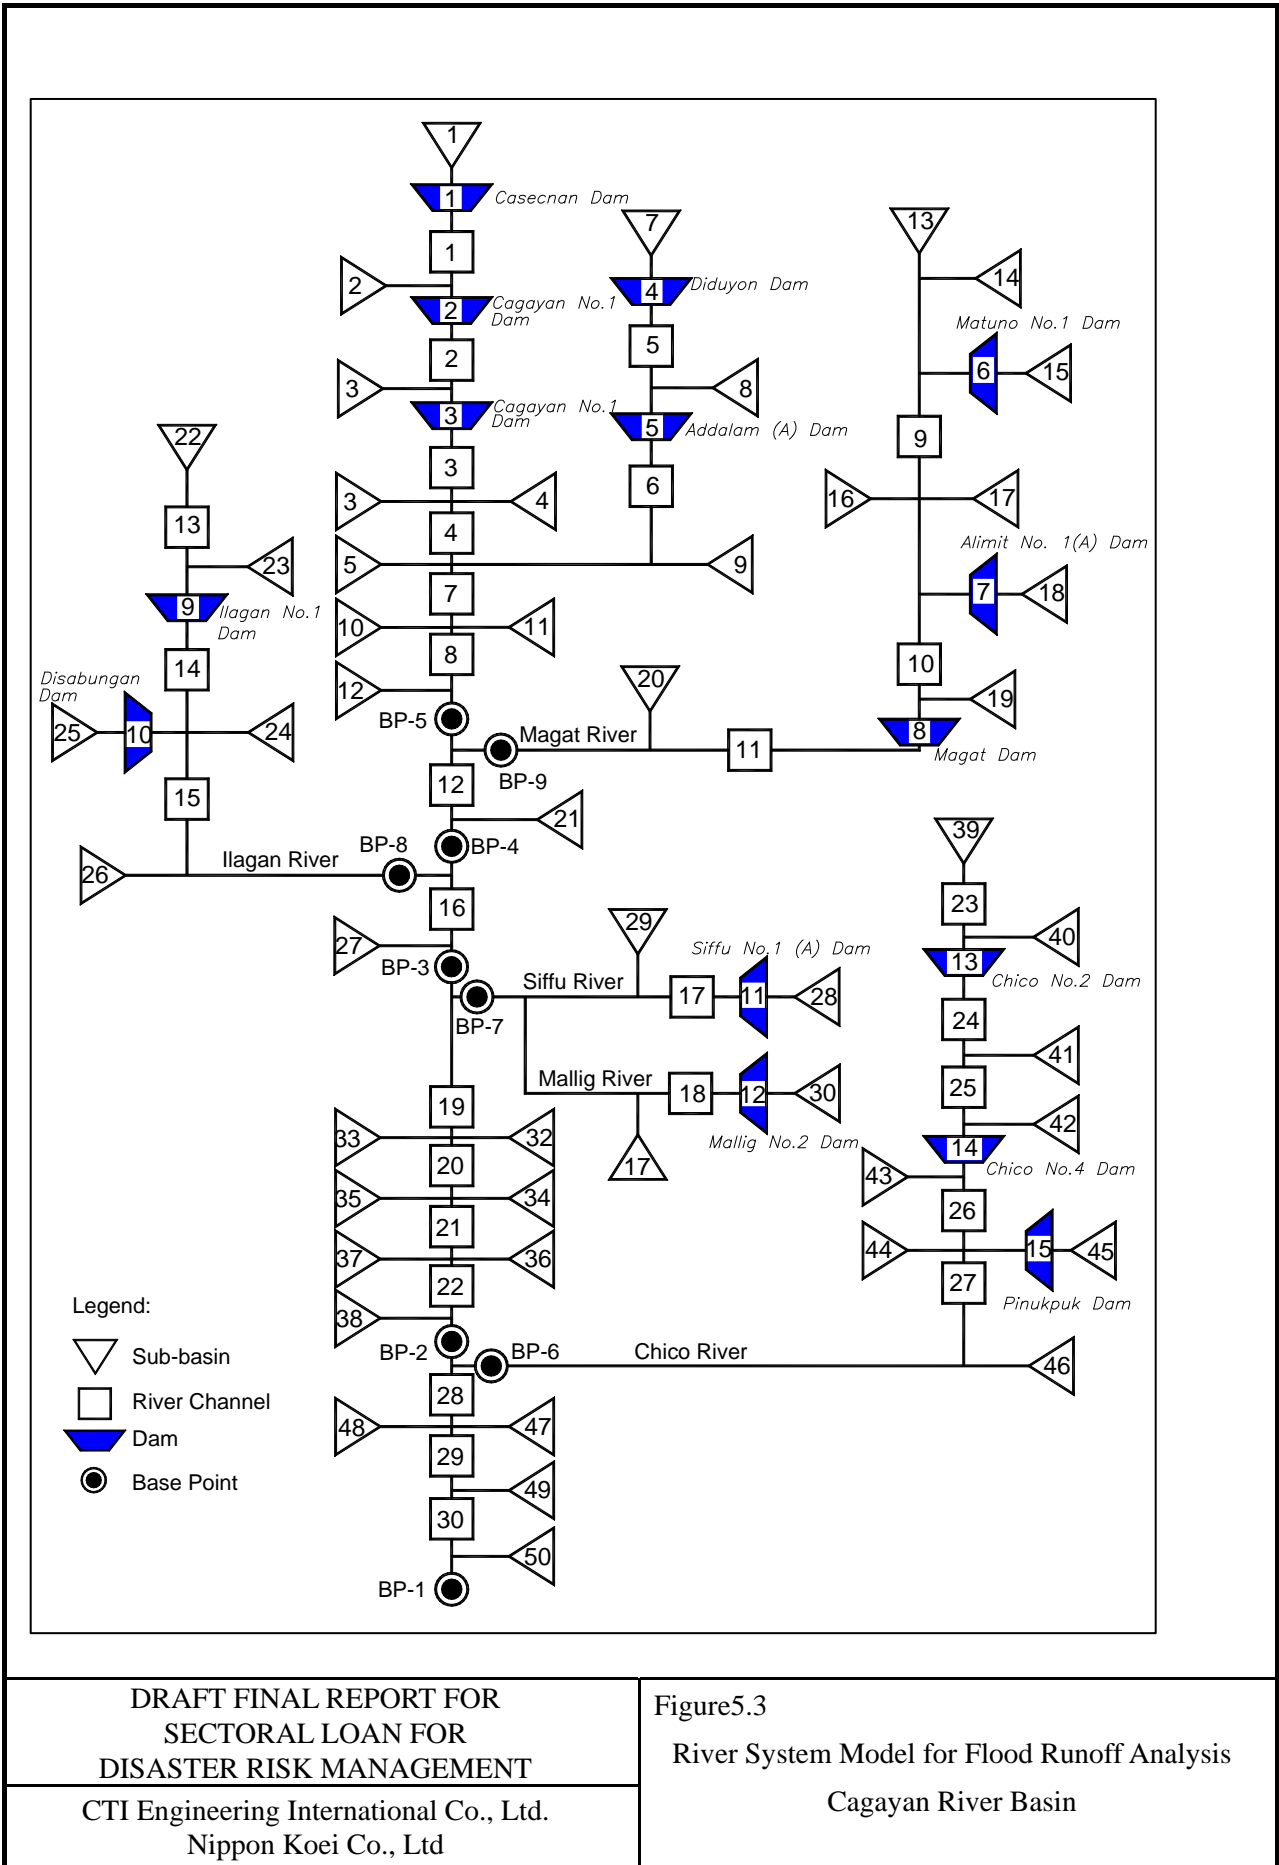 1
1 Casecnan Dam
7
13
1
2
14
4 Diduyon Dam
2 Cagayan No.1
Dam
Matuno No.1 Dam
5
2
6
15
3
8
3 Cagayan No.1
Dam
5 Addalam (A) Dam
22
9
3
6
3
4
16
17
13
4
Alimit No. 1(A) Dam
23
5
9
7
18
7
9 Ilagan No.1
Dam
10
11
14
8
10
Disabungan
Dam
12
20
19
BP-5
25
10
24
Magat River
8
11
Magat Dam
BP-9
12
15
21
39
BP-8
BP-4
Ilagan River
26
23
16
29
40
27
Siffu No.1 (A) Dam
BP-3
13
Chico No.2 Dam
Siffu River
17
11
28
BP-7
24
41
Mallig River
18
12
30
25
19
33
32
42
Mallig No.2 Dam
14
Chico No.4 Dam
20
17
43
35
34
26
21
44
15
45
37
36
22
27
Legend:
38
Pinukpuk Dam
Sub-basin
BP-2
BP-6
Chico River
46
River Channel
28
Dam
48
47
29
Base Point
49
30
50
BP-1
DRAFT FINAL REPORT FOR
SECTORAL LOAN FOR
DISASTER RISK MANAGEMENT
CTI Engineering International Co., Ltd.
Nippon Koei Co., Ltd
Figure5.3
River System Model for Flood Runoff Analysis
Cagayan River Basin